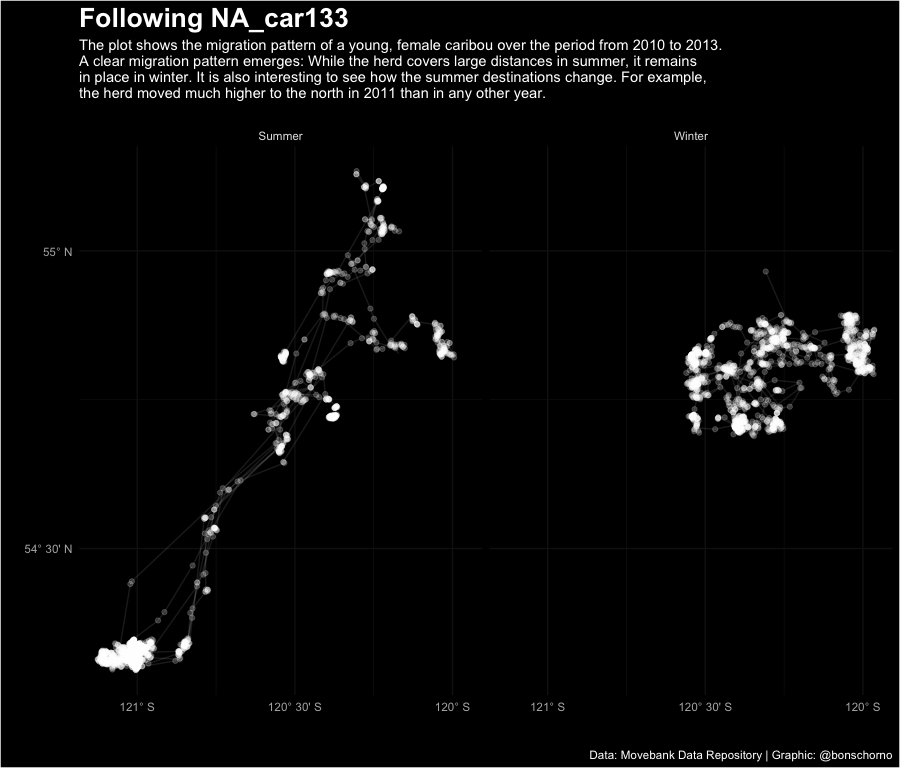 Following NA_car133
The plot shows the migration pattern of a young, female caribou over the period from 2010 to 2013.
A clear migration pattern emerges: While the herd covers large distances in summer, it remains
in place in winter. It is also interesting to see how the summer destinations change. For example,
the herd moved much higher to the north in 2011 than in any other year.
Summer Winter
55° N
54° 30' N
121° S 120° 30' S 120° S 121° S 120° 30' S 120° S
Data: Movebank Data Repository | Graphic: @bonschorno